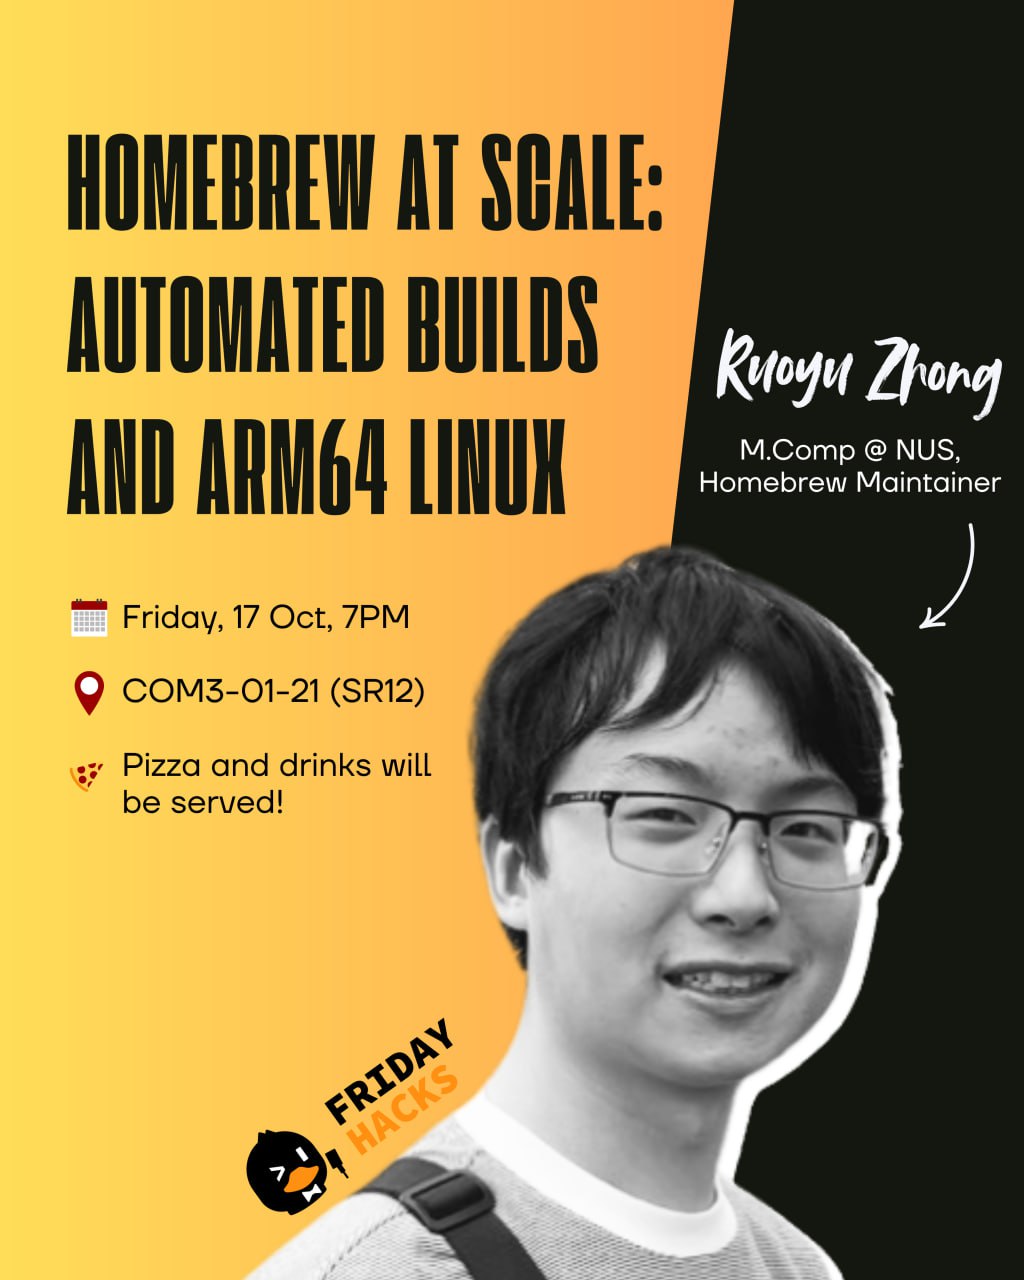 HOMEBREW AT SCALE:
AUTOMATED BUILDS
AND ARM64 LINUX
Ruoyu Zhong
M.Comp @ NUS,
Homebrew Maintainer
Friday, 17 Oct, 7PM
COM3-01-21 (SR12)
Pizza and drinks will
be served!
FRIDAY
HACKS